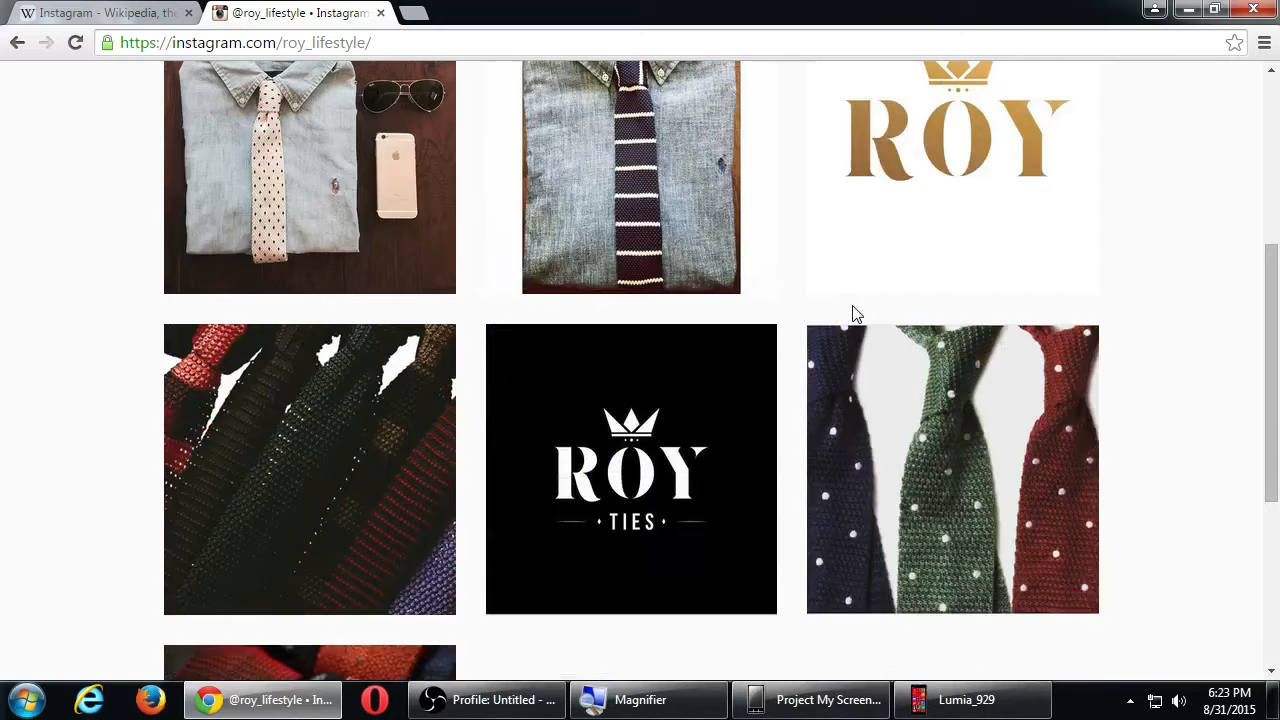 Instagram - Wikipedia, the
@roy_lifestyle • Instagram
https://instagram.com/roy_lifestyle/
ROY
ROY
TIES
@roy_lifestyle • In...
Profile: Untitled - ...
Magnifier
Project My Screen...
Lumia_929
6:23 PM
8/31/2015